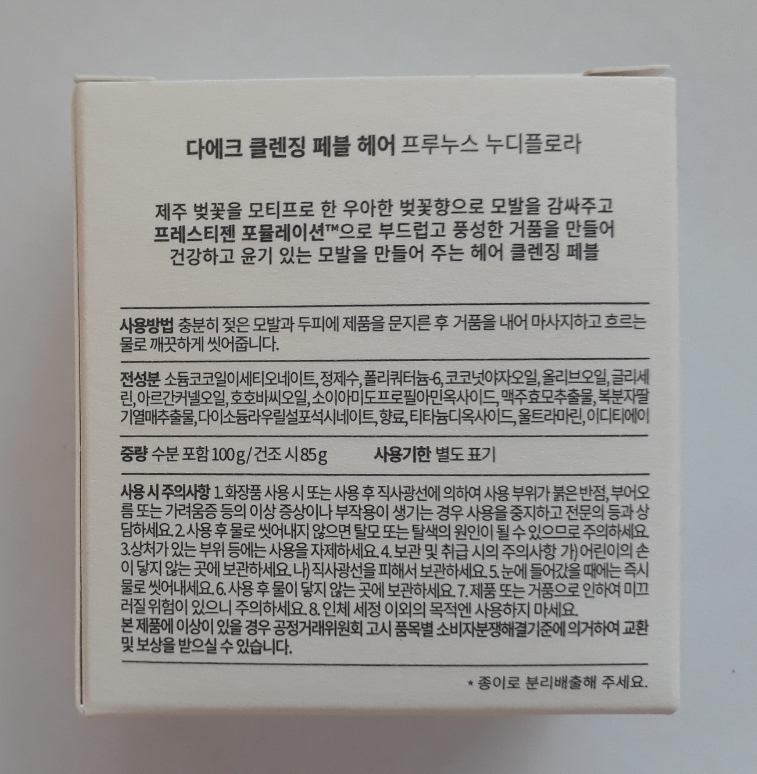 다에크 클렌징 페블 헤어 프루누스 누디플로라
제주 벚꽃을 모티프로 한 우아한 벚꽃향으로 모발을 감싸주고
프레스티젠 포뮬레이션™으로 부드럽고 풍성한 거품을 만들어
건강하고 윤기 있는 모발을 만들어 주는 헤어 클렌징 페블
사용방법 충분히 젖은 모발과 두피에 제품을 문지른 후 거품을 내어 마사지하고 흐르는
물로 깨끗하게 씻어줍니다.
전성분 소듐코코일이세티오네이트, 정제수, 폴리쿼터늄-6, 코코넛야자오일, 올리브오일, 글리세
린, 아르간커넬오일, 호호바씨오일, 소이아미도프로필아민옥사이드, 맥주효모추출물, 복분자딸
기열매추출물, 다이소듐라우릴설포석시네이트, 향료, 티타늄디옥사이드, 울트라마린, 이디티에이
중량 수분 포함 100g / 건조 시 85g 사용기한 별도 표기
사용 시 주의사항 1. 화장품 사용 시 또는 사용 후 직사광선에 의하여 사용 부위가 붉은 반점, 부어오
름 또는 가려움증 등의 이상 증상이나 부작용이 생기는 경우 사용을 중지하고 전문의 등과 상
담하세요. 2. 사용 후 물로 씻어내지 않으면 탈모 또는 탈색의 원인이 될 수 있으므로 주의하세요.
3.상처가 있는 부위 등에는 사용을 자제하세요. 4. 보관 및 취급 시의 주의사항 가) 어린이의 손
이 닿지 않는 곳에 보관하세요. 나) 직사광선을 피해서 보관하세요. 5. 눈에 들어갔을 때에는 즉시
물로 씻어내세요. 6. 사용 후 물이 닿지 않는 곳에 보관하세요. 7. 제품 또는 거품으로 인하여 미끄
러질 위험이 있으니 주의하세요. 8. 인체 세정 이외의 목적엔 사용하지 마세요.
본 제품에 이상이 있을 경우 공정거래위원회 고시 품목별 소비자분쟁해결기준에 의거하여 교환
및 보상을 받으실 수 있습니다.
* 종이로 분리배출해 주세요.